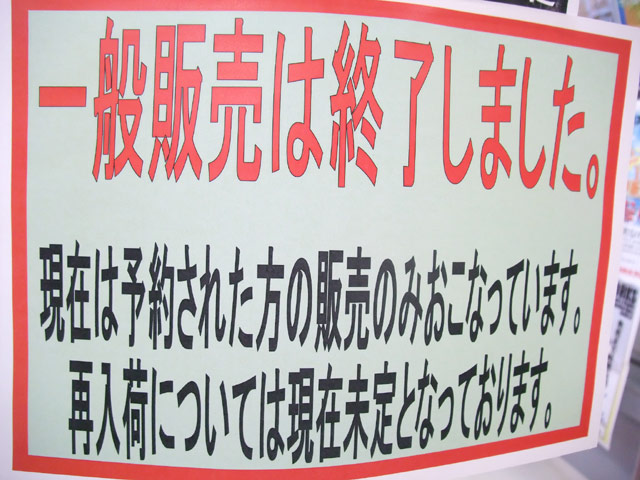 一般販売は終了しました。
現在は予約された方の販売のみおこなっています。
再入荷については現在未定となっております。